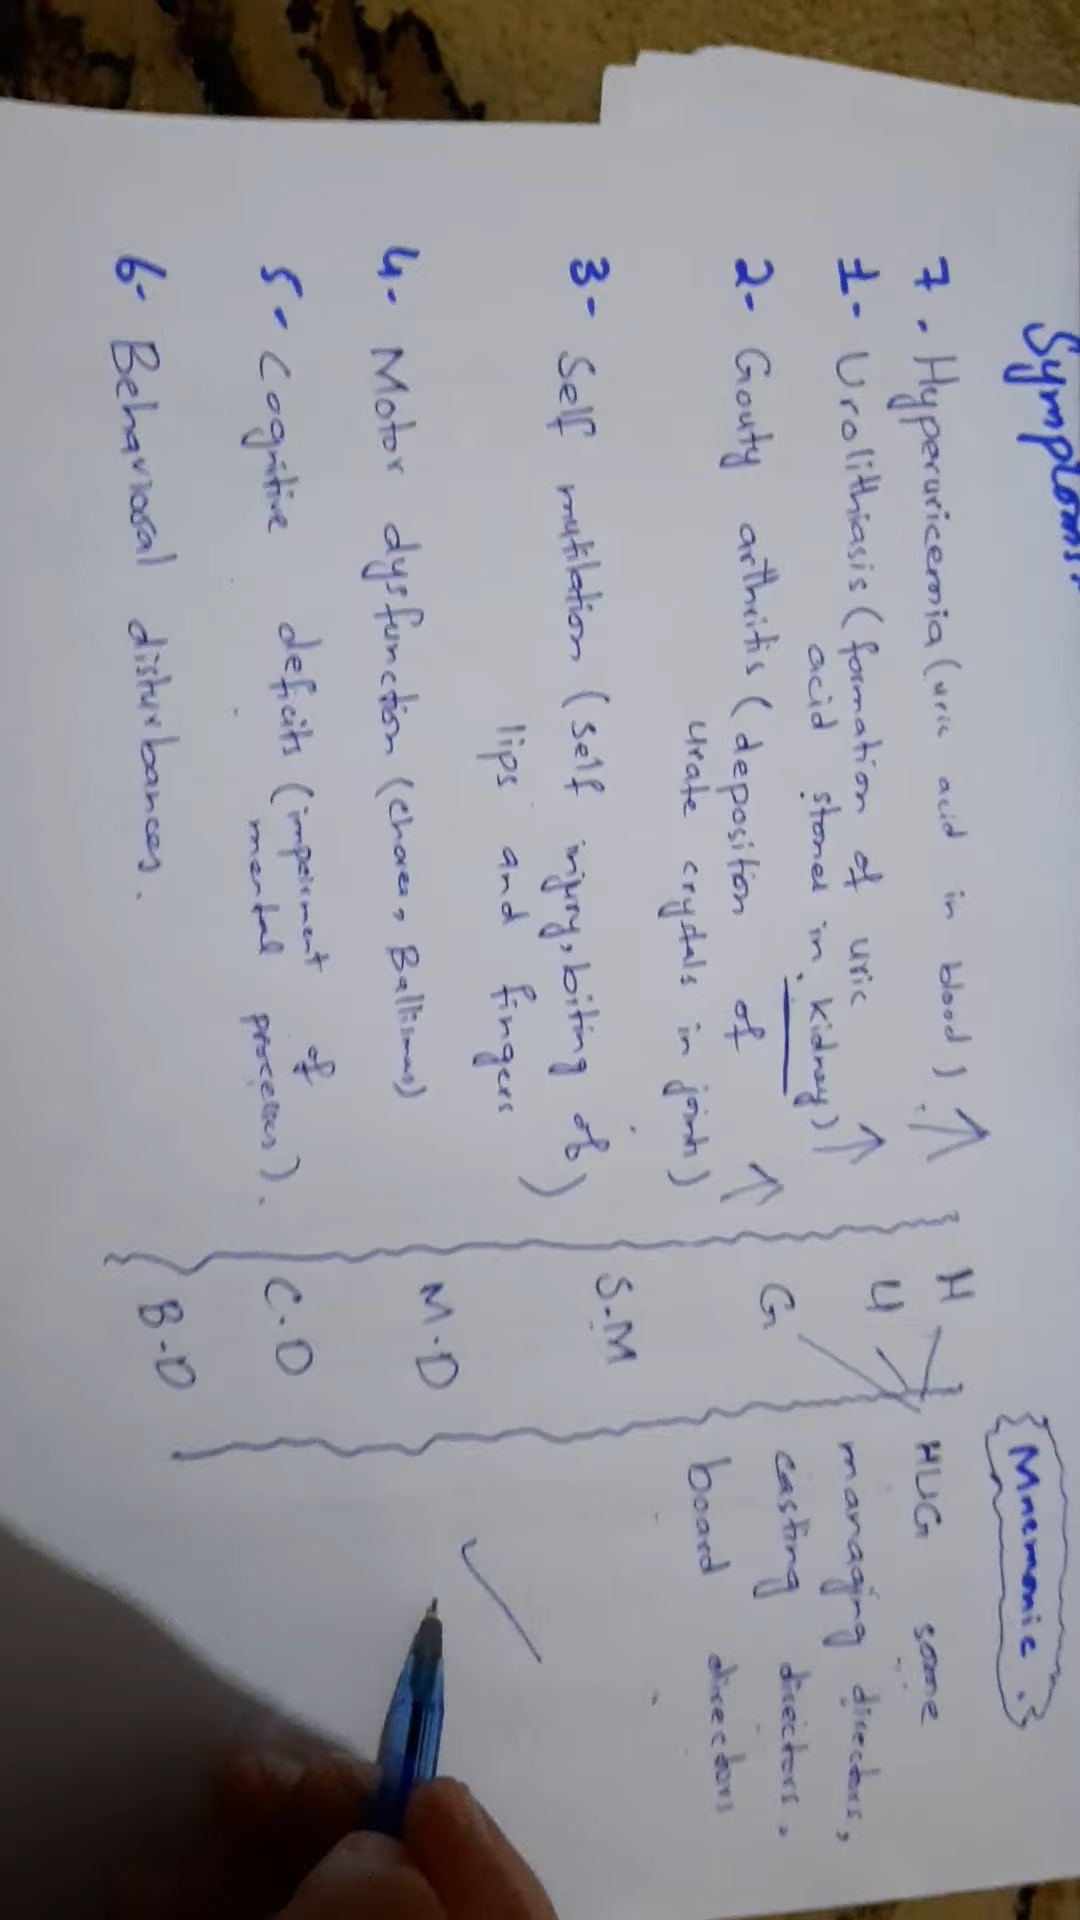 Symptoms:
7. Hyperuricemia (uric acid in blood) ↑
1- Urolithiasis (formation of uric
acid stones in kidney) ↑
2- Gouty arthritis (deposition of
urate crystals in joints) ↑
3- Self mutilation (self injury, biting of)
lips and fingers)
4- Motor dysfunction (chorea, Ballismus)
5- Cognitive deficits (impairment of
mental processes).
6- Behavioral disturbances.
H
U
G
S.M
M.D
C.D
B.D
{Mnemonic.}
HUG some
managing directors,
casting directors,
board directors